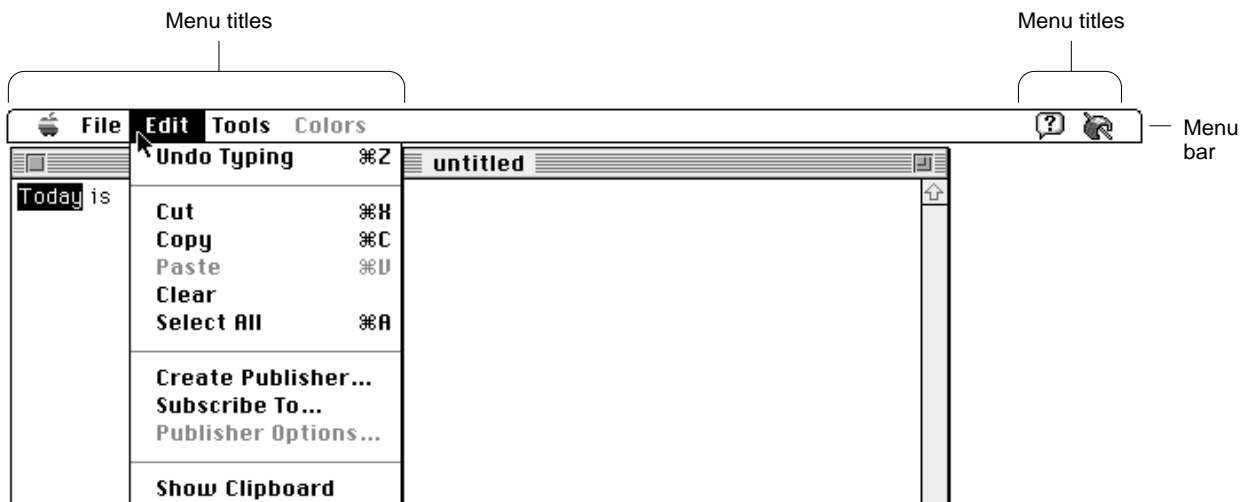 Menu titles
Menu titles
File Edit Tools Colors
Menu bar
Undo Typing ⌘Z
untitled
Today is
Cut ⌘X
Copy ⌘C
Paste ⌘V
Clear
Select All ⌘A
Create Publisher...
Subscribe To...
Publisher Options...
Show Clipboard